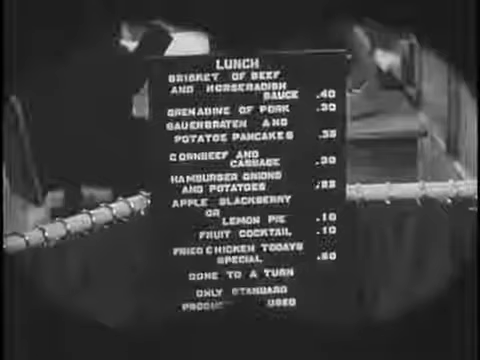 LUNCH
BRISKET OF BEEF
AND HORSERADISH
SAUCE .40
GRENADINE OF PORK .30
SAUERBRATEN AND
POTATOE PANCAKES .35
CORNBEEF AND
CABBAGE .30
HAMBURGER ONIONS
AND POTATOES .25
APPLE BLACKBERRY
OR
LEMON PIE .10
FRUIT COCKTAIL .10
FRIED CHICKEN TODAYS
SPECIAL .50
DONE TO A TURN
ONLY STANDARD
USED